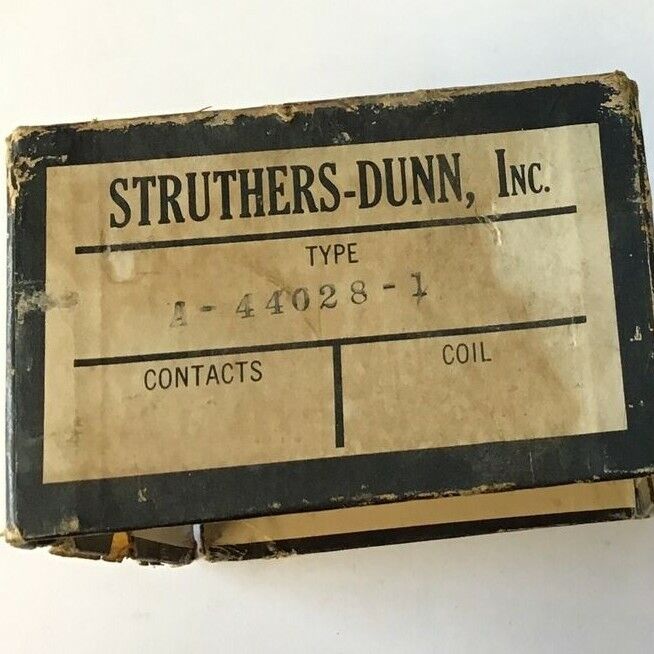 STRUTHERS-DUNN, INC.
TYPE
A-44028-1
CONTACTS
COIL